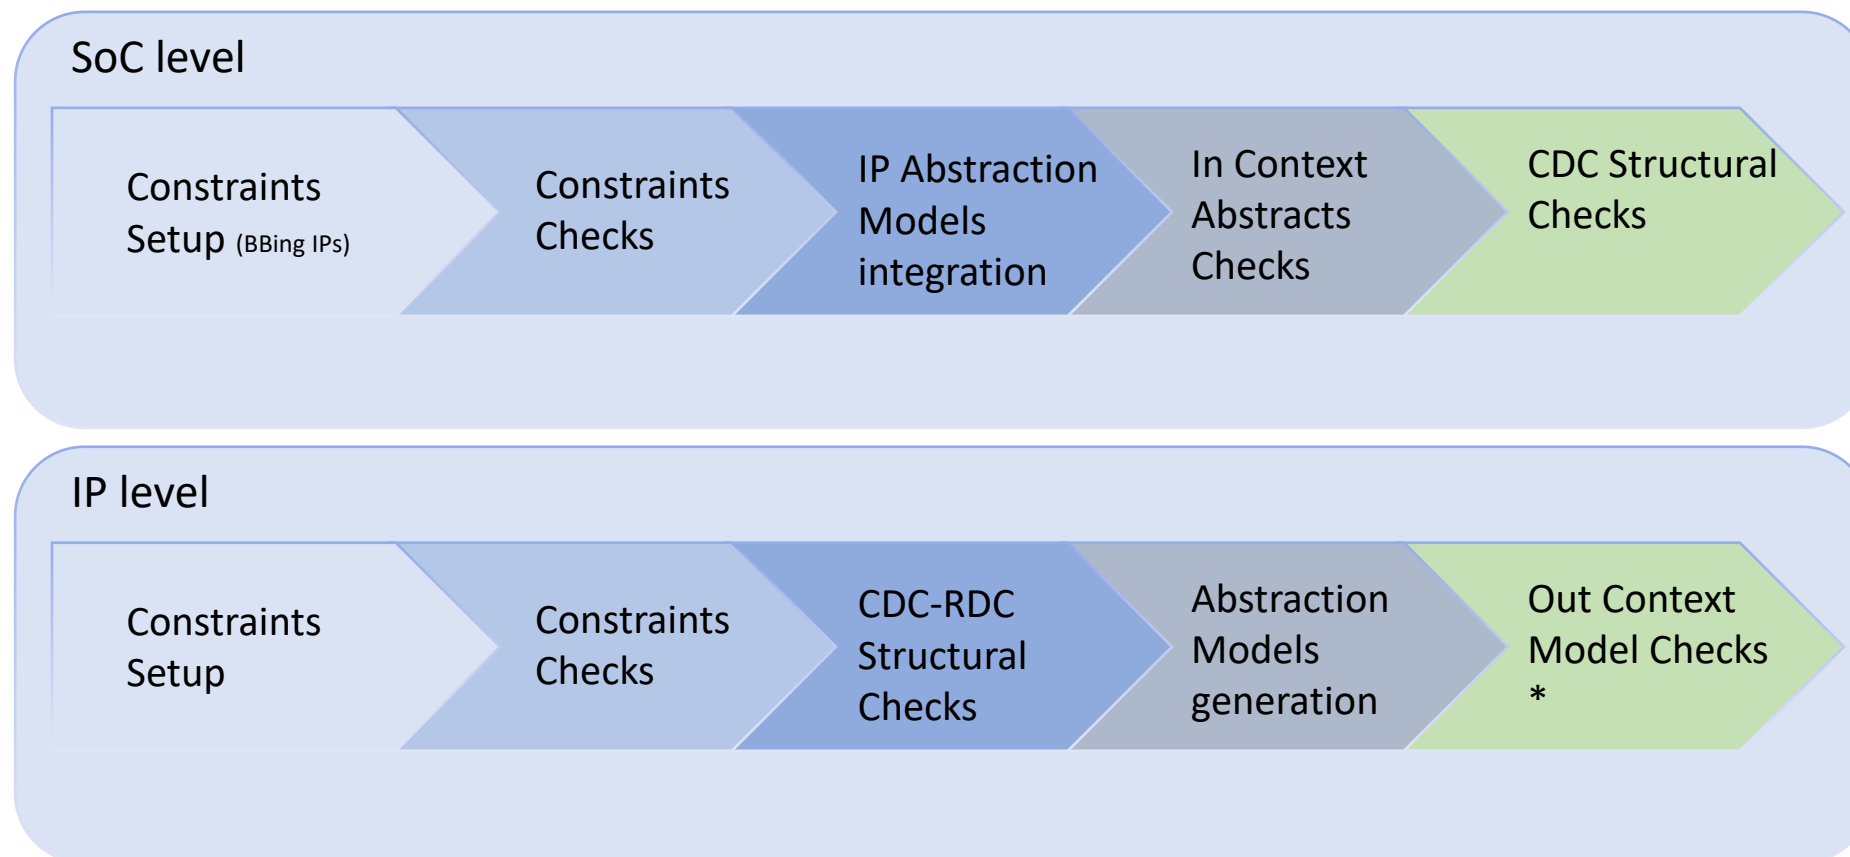 SoC level
Constraints
Setup (BBing IPs)
Constraints
Checks
IP Abstraction
Models
integration
In Context
Abstracts
Checks
CDC Structural
Checks
IP level
Constraints
Setup
Constraints
Checks
CDC-RDC
Structural
Checks
Abstraction
Models
generation
Out Context
Model Checks
*